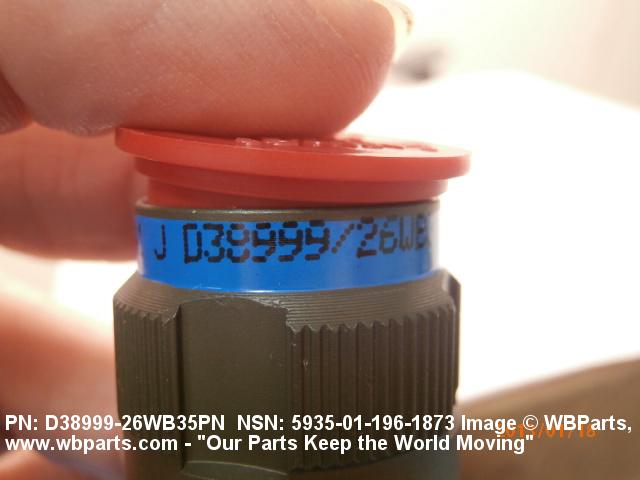 J D38999/26WB
PN: D38999-26WB35PN NSN: 5935-01-196-1873 Image © WBParts,
www.wbparts.com - "Our Parts Keep the World Moving"